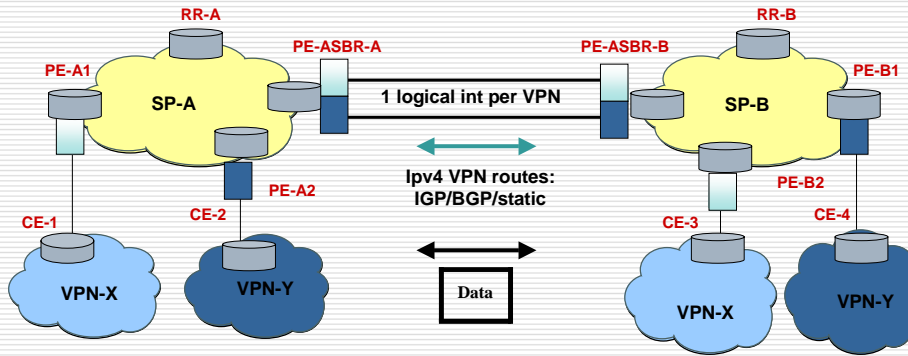 RR-A
RR-B
PE-ASBR-A
PE-ASBR-B
PE-A1
PE-B1
SP-A
1 logical int per VPN
SP-B
Ipv4 VPN routes:
IGP/BGP/static
PE-A2
PE-B2
CE-1
CE-2
CE-3
CE-4
VPN-X
VPN-Y
Data
VPN-X
VPN-Y